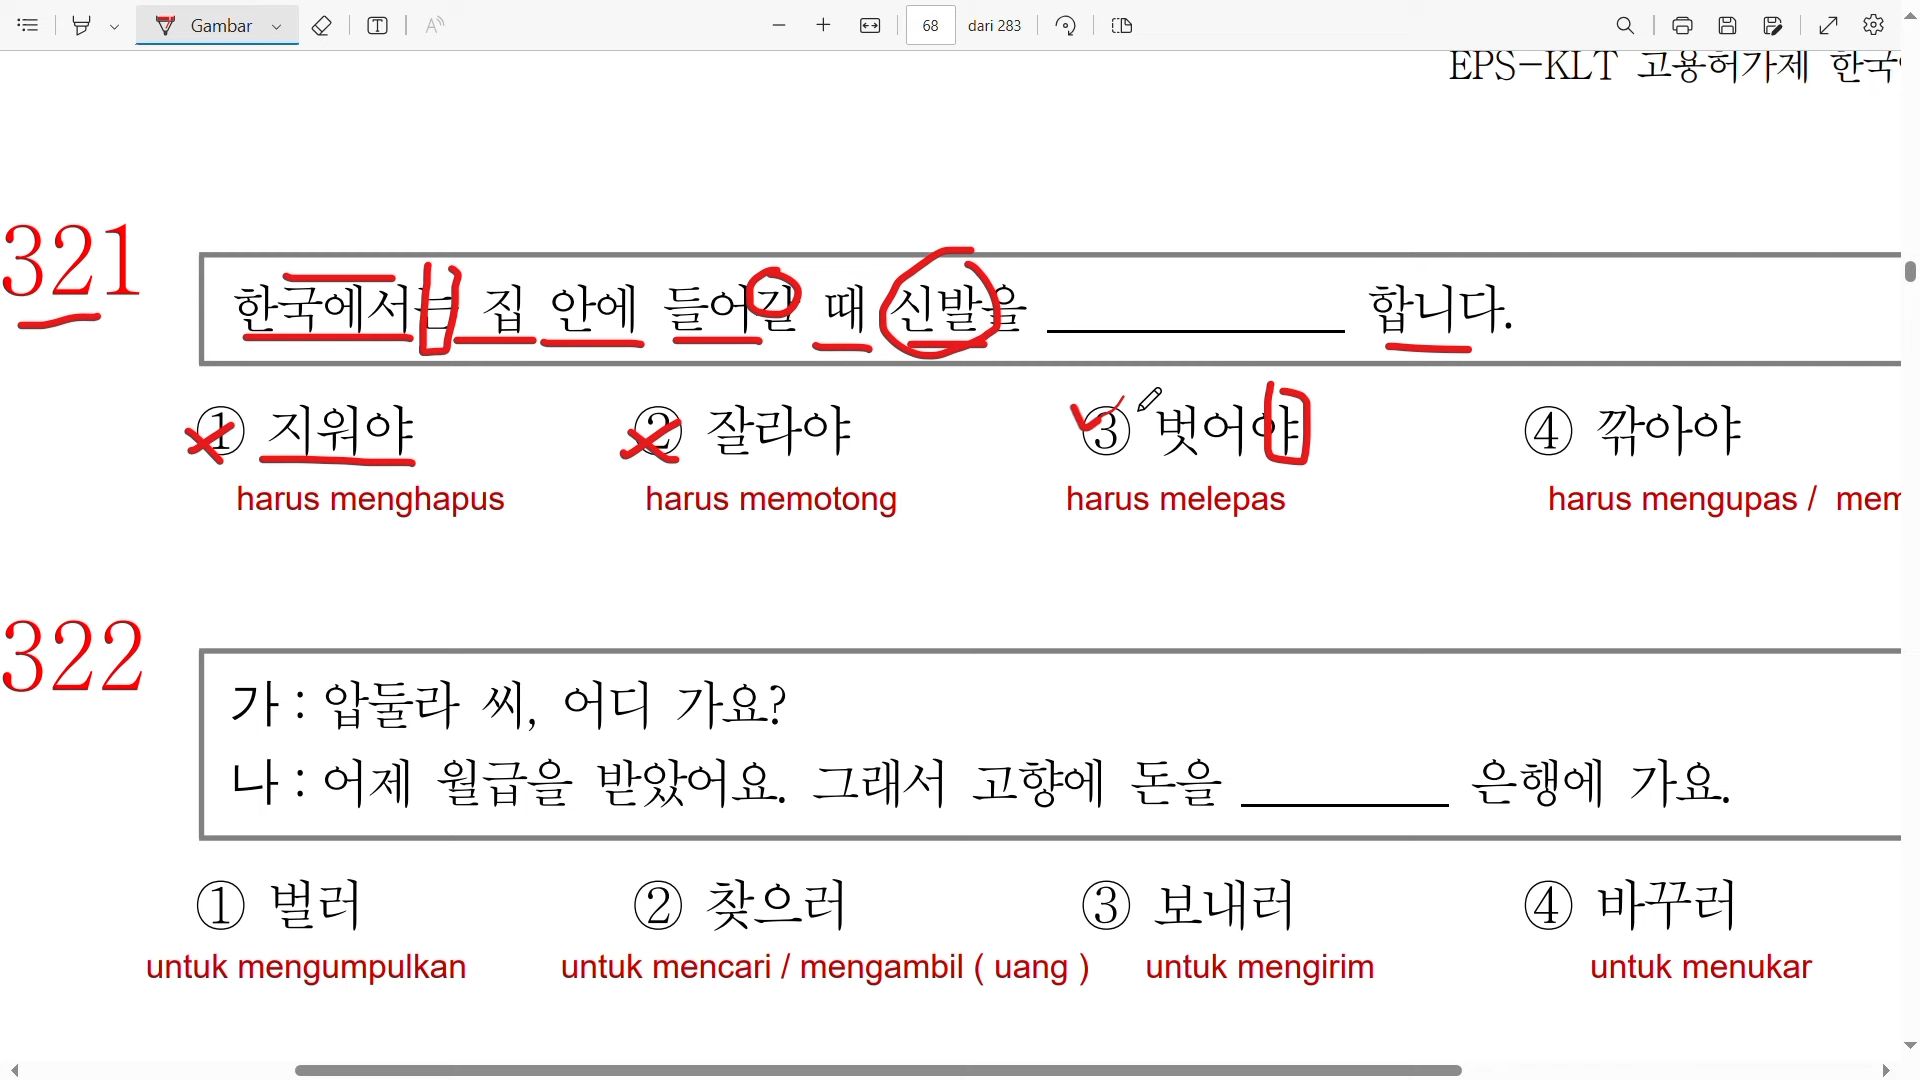 Gambar 68 dari 283
EPS-KLT 고용허가제 한국
321
한국에서는 집 안에 들어갈 때 신발을 ____________ 합니다.
① 지워야 ② 잘라야 ③ 벗어야 ④ 깎아야
harus menghapus harus memotong harus melepas harus mengupas / mem
322
가 : 압둘라 씨, 어디 가요?
나 : 어제 월급을 받았어요. 그래서 고향에 돈을 ________ 은행에 가요.
① 벌러 ② 찾으러 ③ 보내러 ④ 바꾸러
untuk mengumpulkan untuk mencari / mengambil ( uang ) untuk mengirim untuk menukar